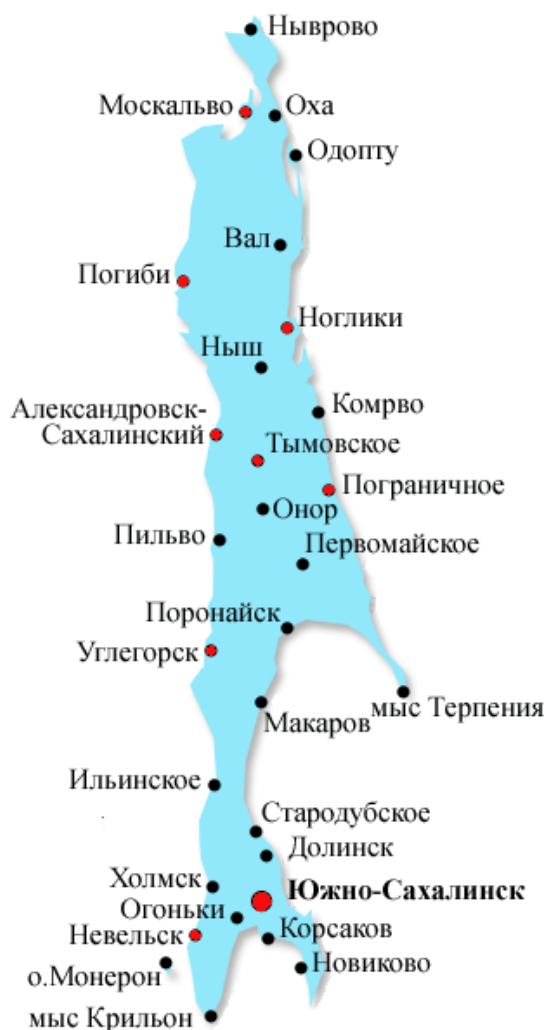 Ныврово
Москальво
Оха
Одопту
Вал
Погиби
Ноглики
Ныш
Александровск-
Сахалинский
Комрво
Тымовское
Пограничное
Онор
Пильво
Первомайское
Поронайск
Углегорск
мыс Терпения
Макаров
Ильинское
Стародубское
Долинск
Холмск
Южно-Сахалинск
Огоньки
Невельск
Корсаков
о.Монерон
Новиково
мыс Крильон